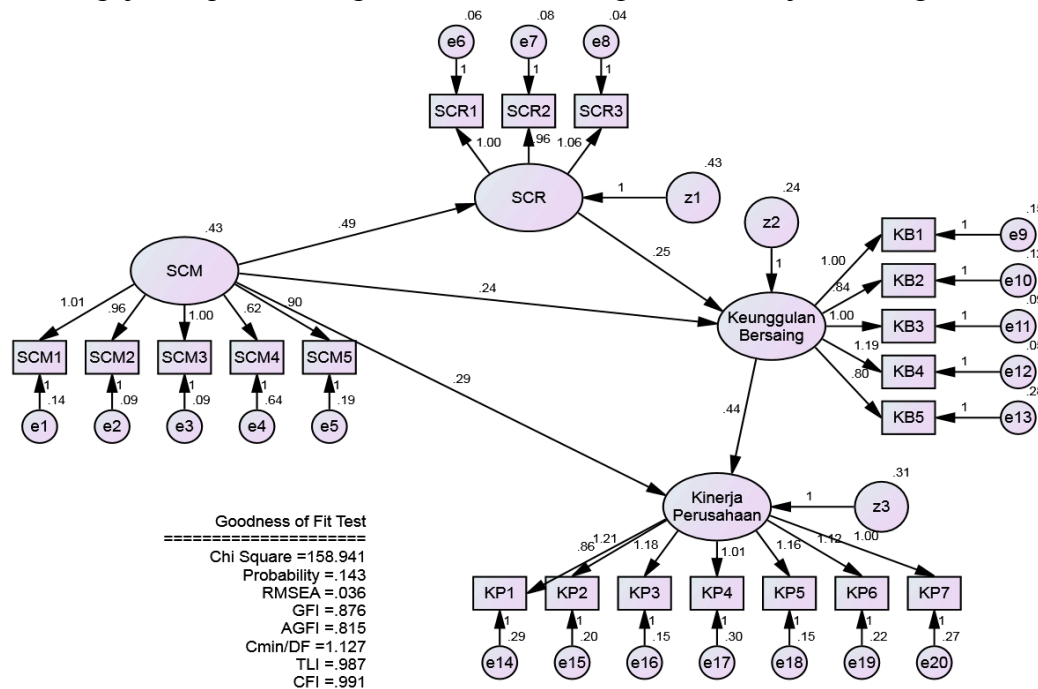 .06
.08
.04
e6
e7
e8
1
1
1
SCR1
SCR2
SCR3
1.00
.96
1.06
.43
SCR
1
z1
.24
z2
1
.49
.43
SCM
.25
.24
1.01
.96
1.00
.62
.90
SCM1
SCM2
SCM3
SCM4
SCM5
1
1
1
1
1
.14
.09
.09
.64
.19
e1
e2
e3
e4
e5
Keunggulan
Bersaing
1.00
.84
1.00
1.19
.80
KB1
1
e9
KB2
1
e10
KB3
1
e11
KB4
1
e12
KB5
1
e13
.29
.44
.31
Kinerja
Perusahaan
1
z3
.86
1.21
1.18
1.01
1.16
1.12
1.00
KP1
KP2
KP3
KP4
KP5
KP6
KP7
1
1
1
1
1
1
1
.29
.20
.15
.30
.15
.22
.27
e14
e15
e16
e17
e18
e19
e20
Goodness of Fit Test
=====================
Chi Square =158.941
Probability =.143
RMSEA =.036
GFI =.876
AGFI =.815
Cmin/DF =1.127
TLI =.987
CFI =.991